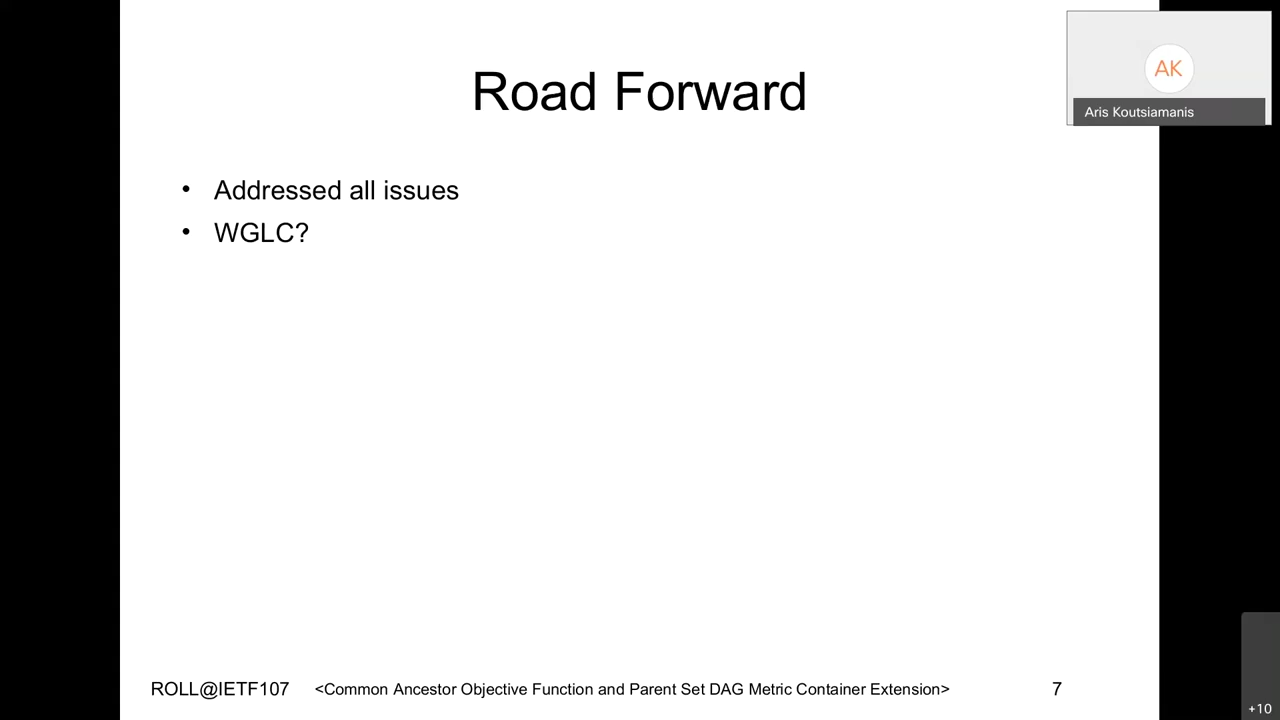 Road Forward
AK
Aris Koutsiamanis
• Addressed all issues
• WGLC?
ROLL@IETF107 <Common Ancestor Objective Function and Parent Set DAG Metric Container Extension> 7
+10